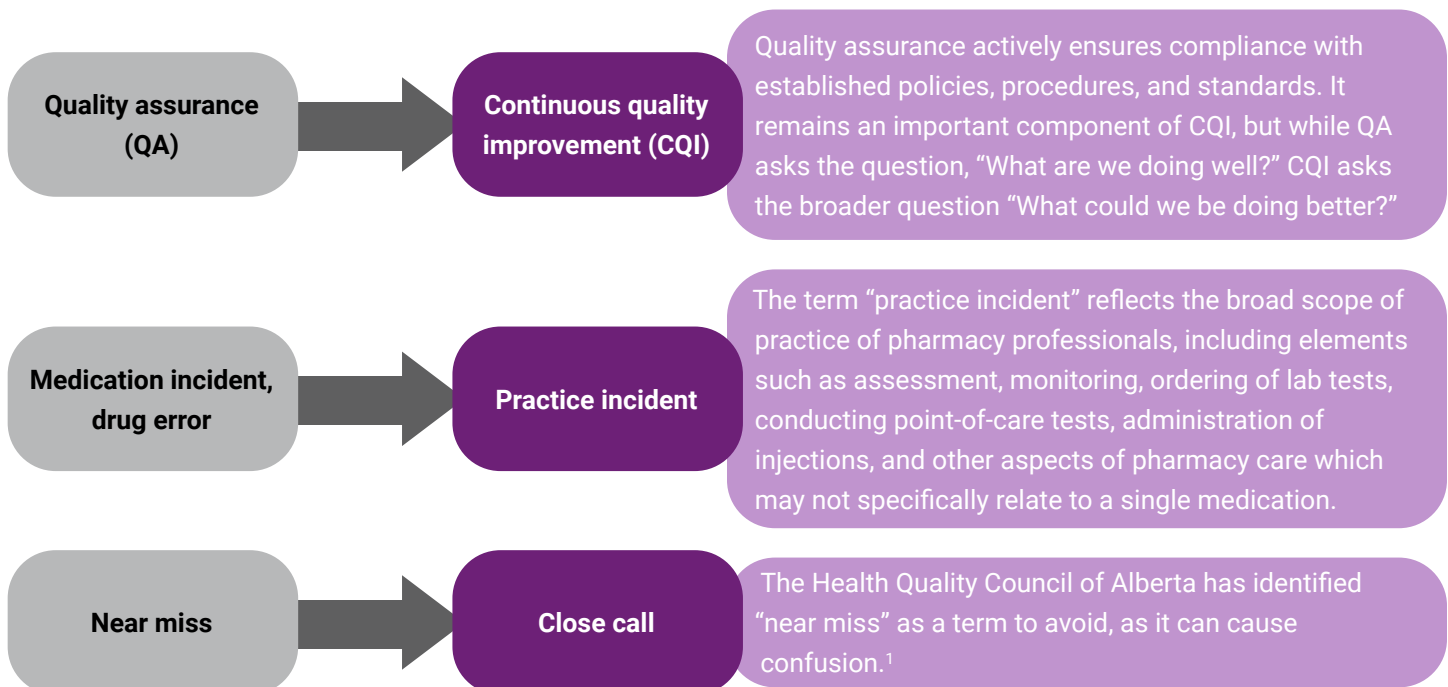 Quality assurance
(QA)
Continuous quality
improvement (CQI)
Quality assurance actively ensures compliance with
established policies, procedures, and standards. It
remains an important component of CQI, but while QA
asks the question, “What are we doing well?” CQI asks
the broader question “What could we be doing better?”
Medication incident,
drug error
Practice incident
The term “practice incident” reflects the broad scope of
practice of pharmacy professionals, including elements
such as assessment, monitoring, ordering of lab tests,
conducting point-of-care tests, administration of
injections, and other aspects of pharmacy care which
may not specifically relate to a single medication.
Near miss
Close call
The Health Quality Council of Alberta has identified
“near miss” as a term to avoid, as it can cause
confusion.¹